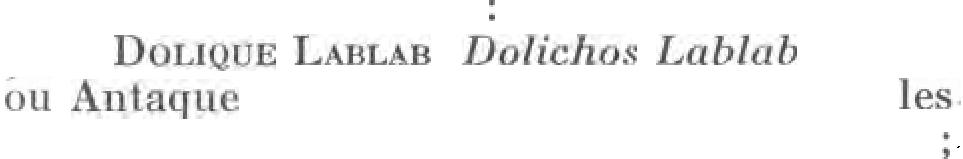 :
DOLIQUE LABLAB Dolichos Lablab
ou Antaque les
;